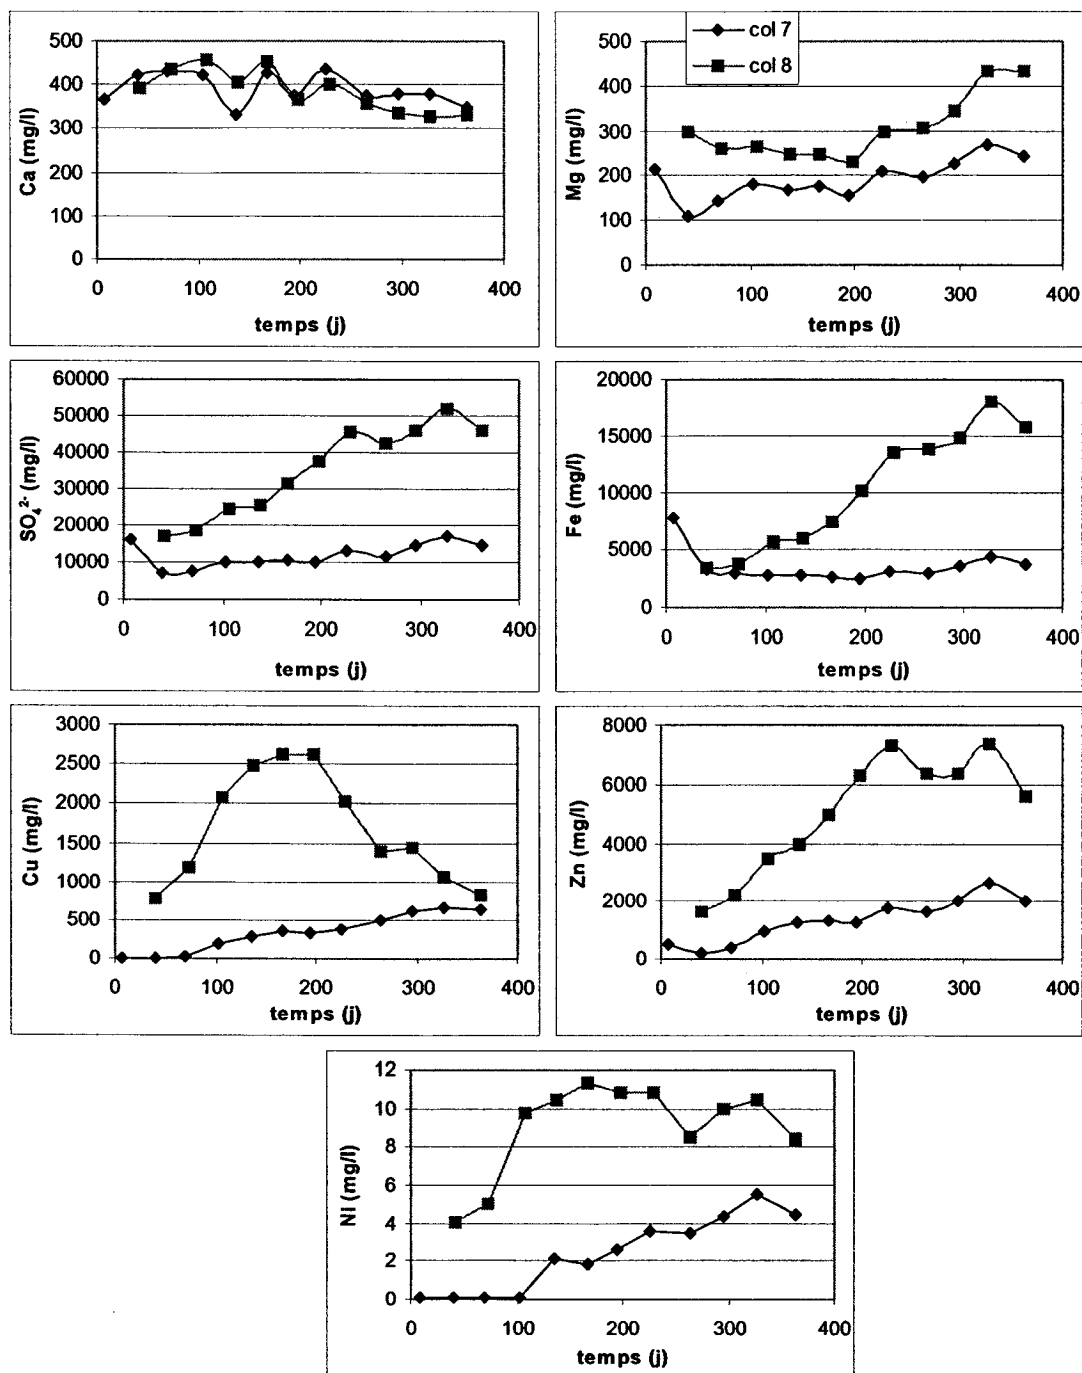 col 7
col 8
500
400
300
200
100
0
Ca (mg/l)
0 100 200 300 400
temps (j)
500
400
300
200
100
0
Mg (mg/l)
0 100 200 300 400
temps (j)
60000
50000
40000
30000
20000
10000
0
SO₄²⁻ (mg/l)
0 100 200 300 400
temps (j)
20000
15000
10000
5000
0
Fe (mg/l)
0 100 200 300 400
temps (j)
3000
2500
2000
1500
1000
500
0
Cu (mg/l)
0 100 200 300 400
temps (j)
8000
6000
4000
2000
0
Zn (mg/l)
0 100 200 300 400
temps (j)
12
10
8
6
4
2
0
Ni (mg/l)
0 100 200 300 400
temps (j)